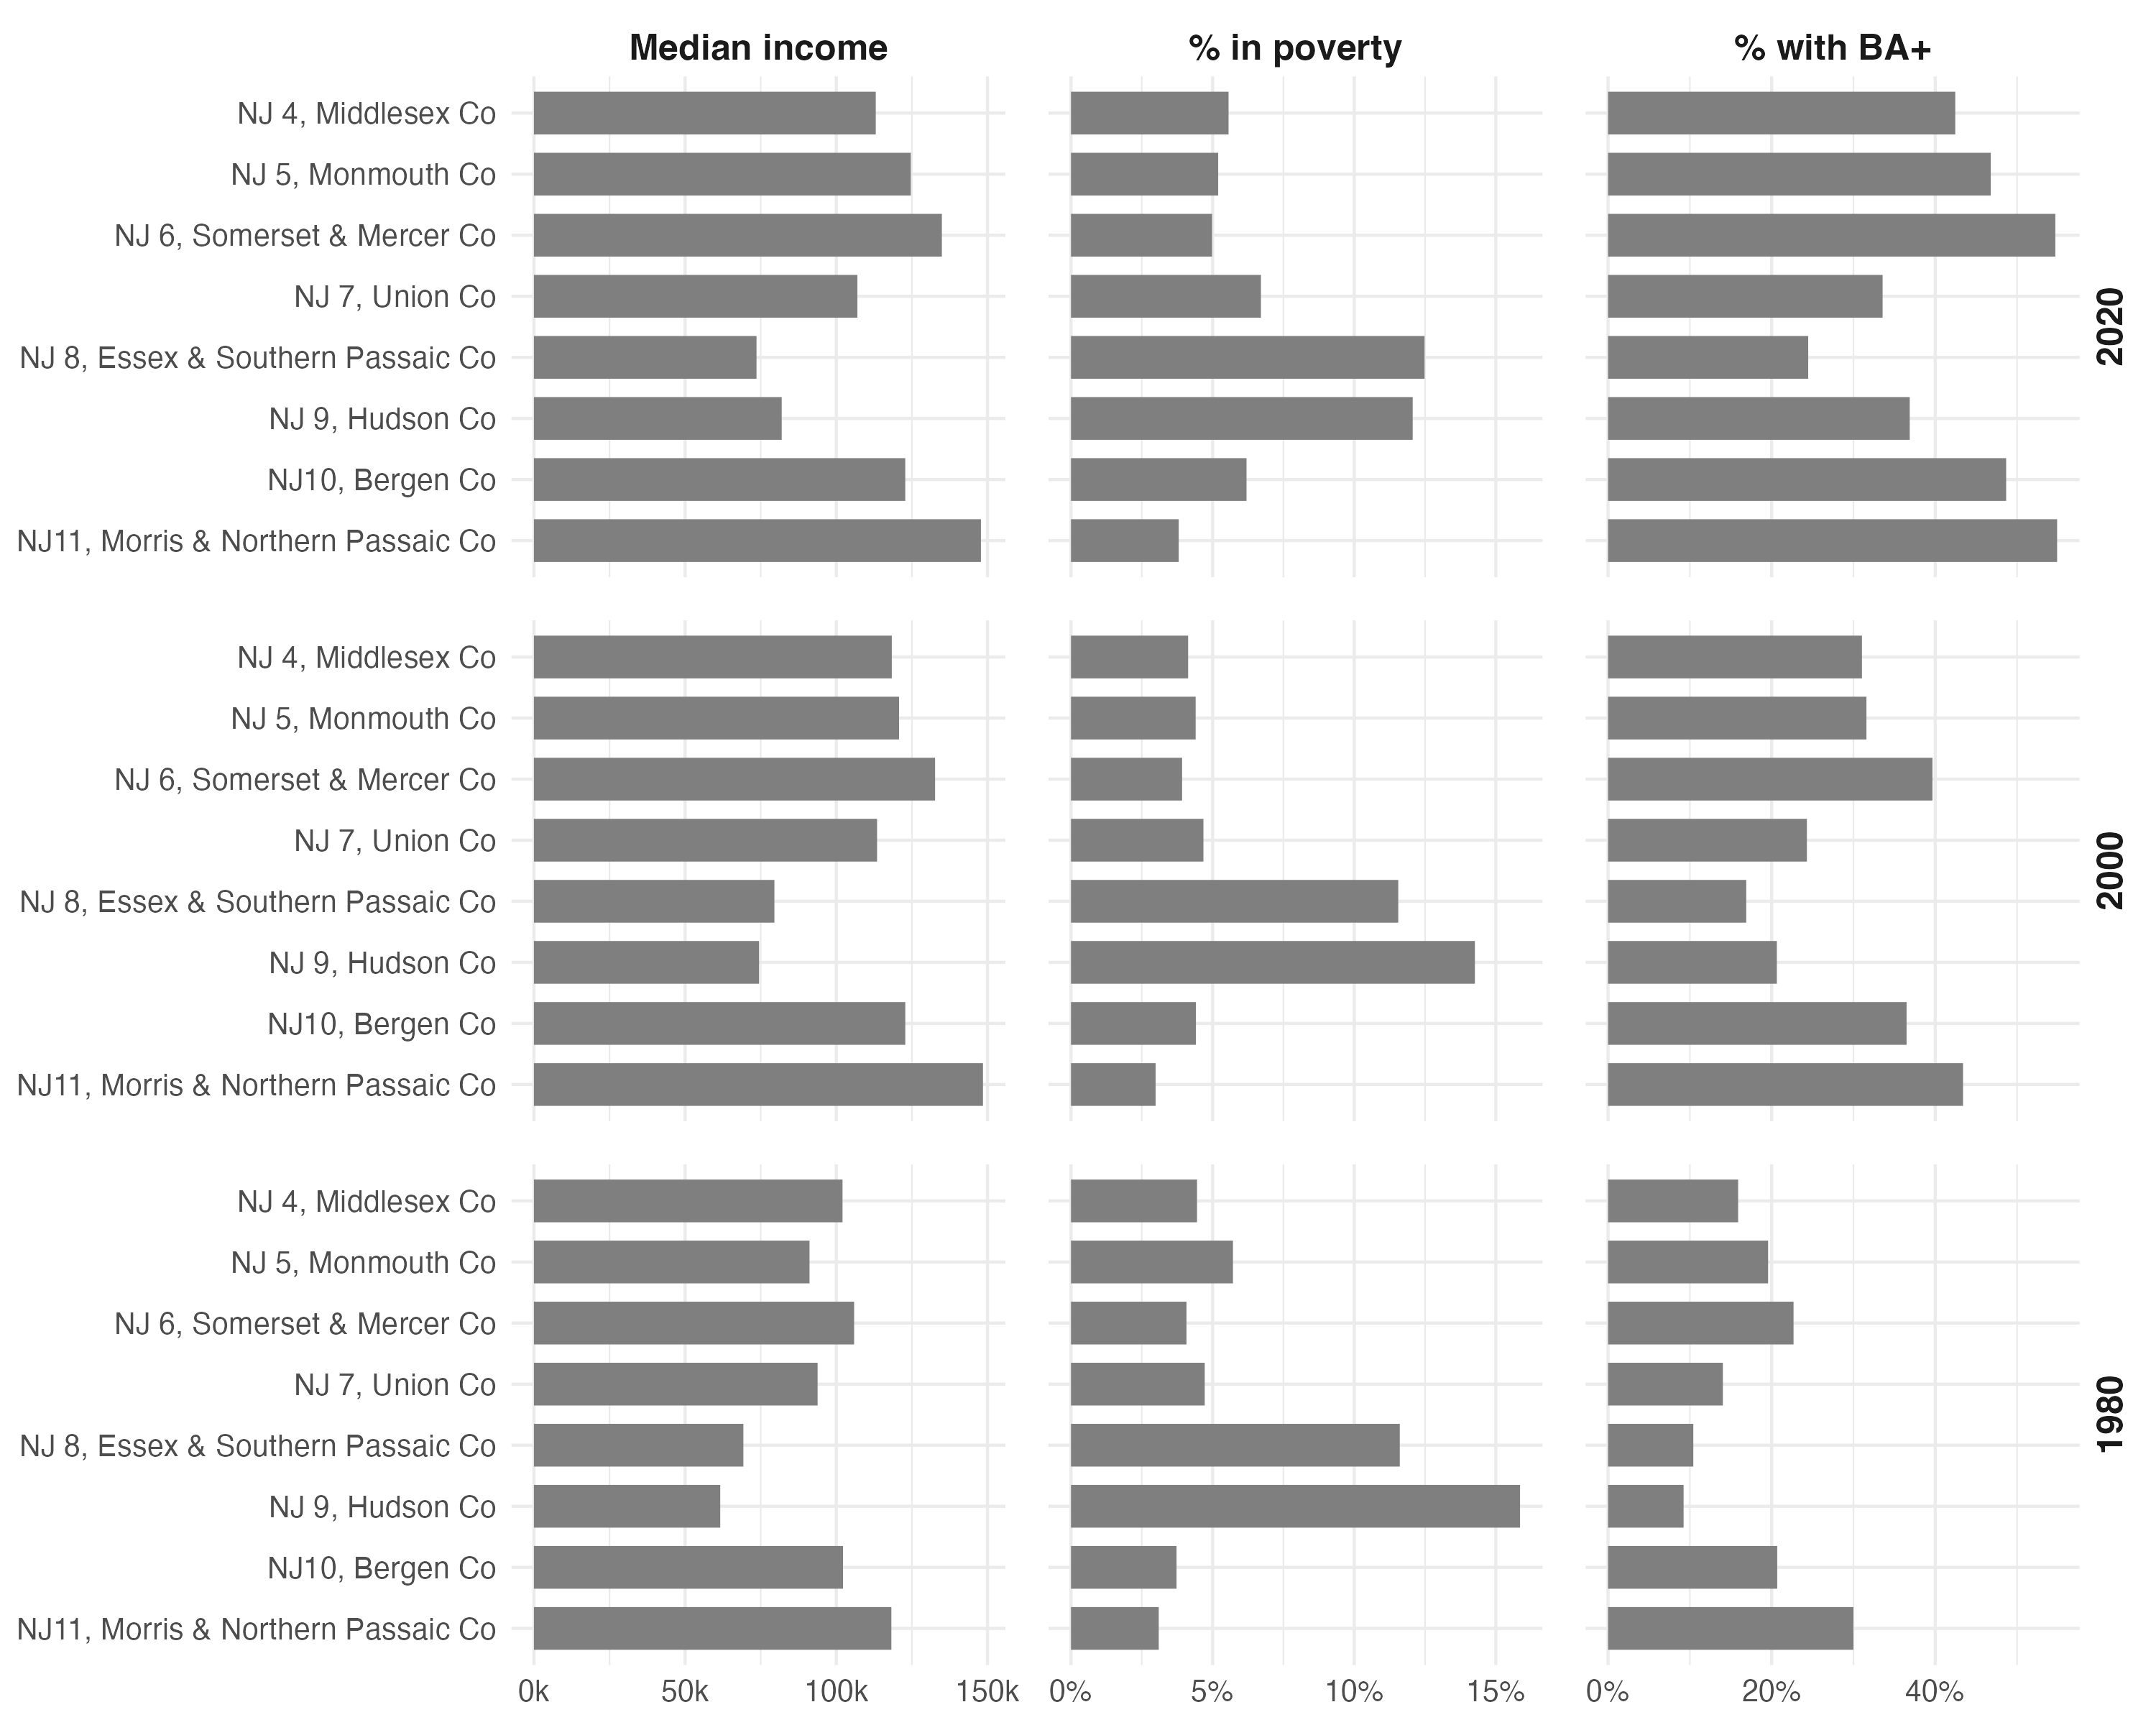 Median income % in poverty % with BA+
NJ 4, Middlesex Co
NJ 5, Monmouth Co
NJ 6, Somerset & Mercer Co
NJ 7, Union Co
NJ 8, Essex & Southern Passaic Co
NJ 9, Hudson Co
NJ10, Bergen Co
NJ11, Morris & Northern Passaic Co
2020
NJ 4, Middlesex Co
NJ 5, Monmouth Co
NJ 6, Somerset & Mercer Co
NJ 7, Union Co
NJ 8, Essex & Southern Passaic Co
NJ 9, Hudson Co
NJ10, Bergen Co
NJ11, Morris & Northern Passaic Co
2000
NJ 4, Middlesex Co
NJ 5, Monmouth Co
NJ 6, Somerset & Mercer Co
NJ 7, Union Co
NJ 8, Essex & Southern Passaic Co
NJ 9, Hudson Co
NJ10, Bergen Co
NJ11, Morris & Northern Passaic Co
1980
0k 50k 100k 150k 0% 5% 10% 15% 0% 20% 40%